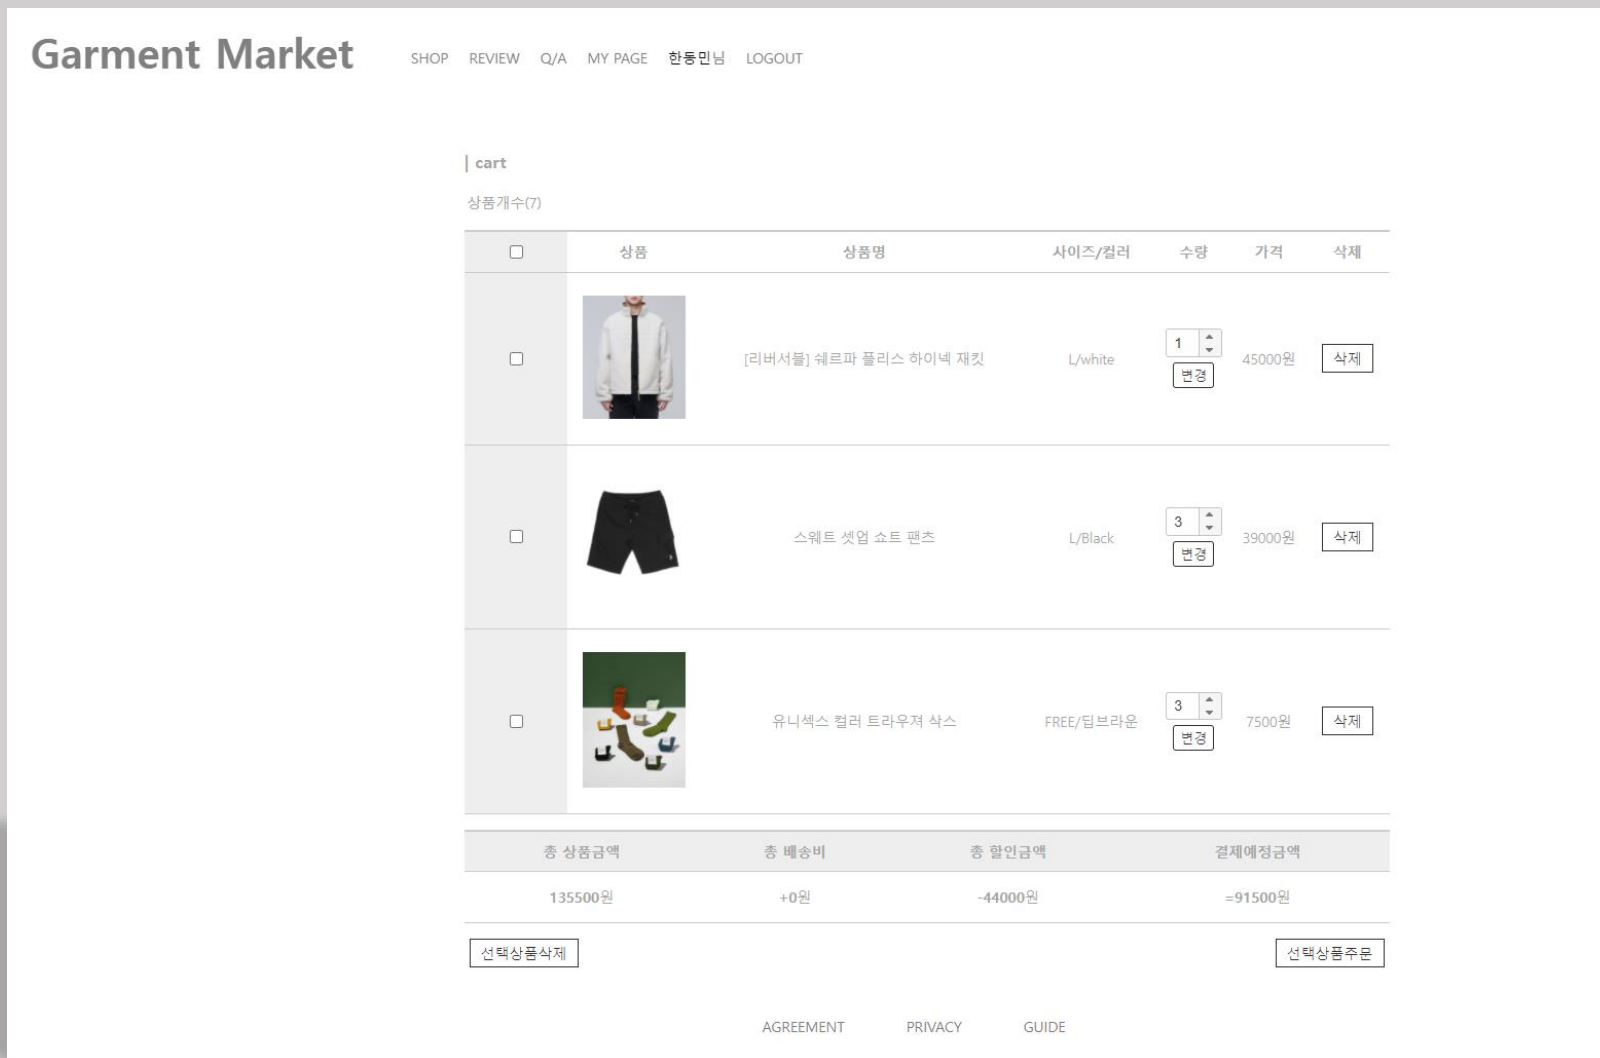 Garment Market
SHOP REVIEW Q/A MY PAGE 한동민님 LOGOUT
| cart
상품개수(7)
상품 상품명 사이즈/컬러 수량 가격 삭제
[리버서블] 쉐르파 플리스 하이넥 재킷 L/white 1 변경 45000원 삭제
스웨트 셋업 쇼트 팬츠 L/Black 3 변경 39000원 삭제
유니섹스 컬러 트라우져 삭스 FREE/딥브라운 3 변경 7500원 삭제
총 상품금액 총 배송비 총 할인금액 결제예정금액
135500원 +0원 -44000원 =91500원
선택상품삭제 선택상품주문
AGREEMENT PRIVACY GUIDE